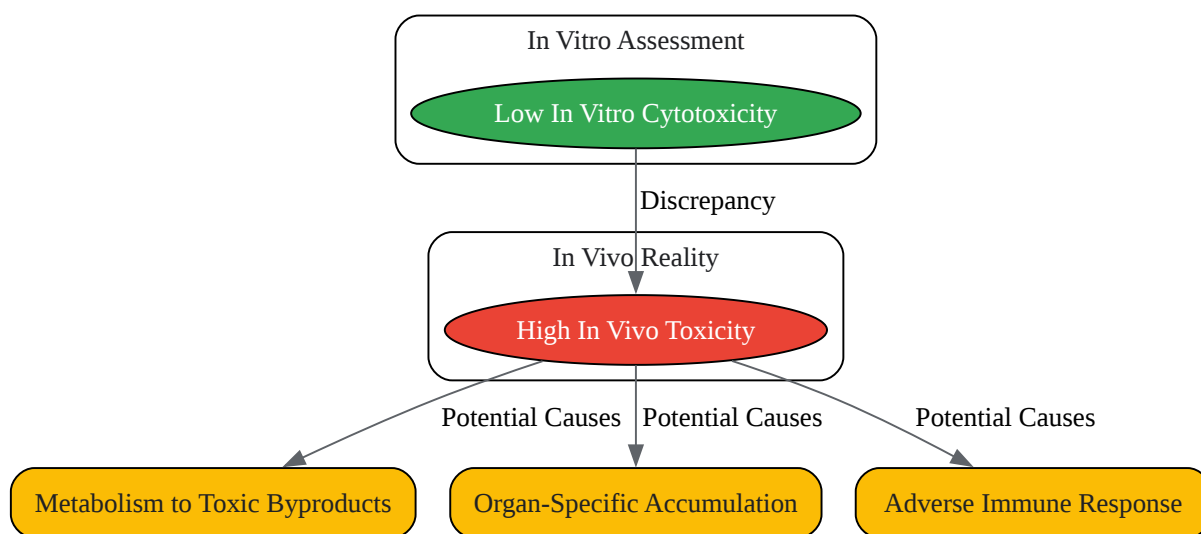 In Vitro Assessment
Low In Vitro Cytotoxicity
Discrepancy
In Vivo Reality
High In Vivo Toxicity
Potential Causes
Potential Causes
Potential Causes
Metabolism to Toxic Byproducts
Organ-Specific Accumulation
Adverse Immune Response